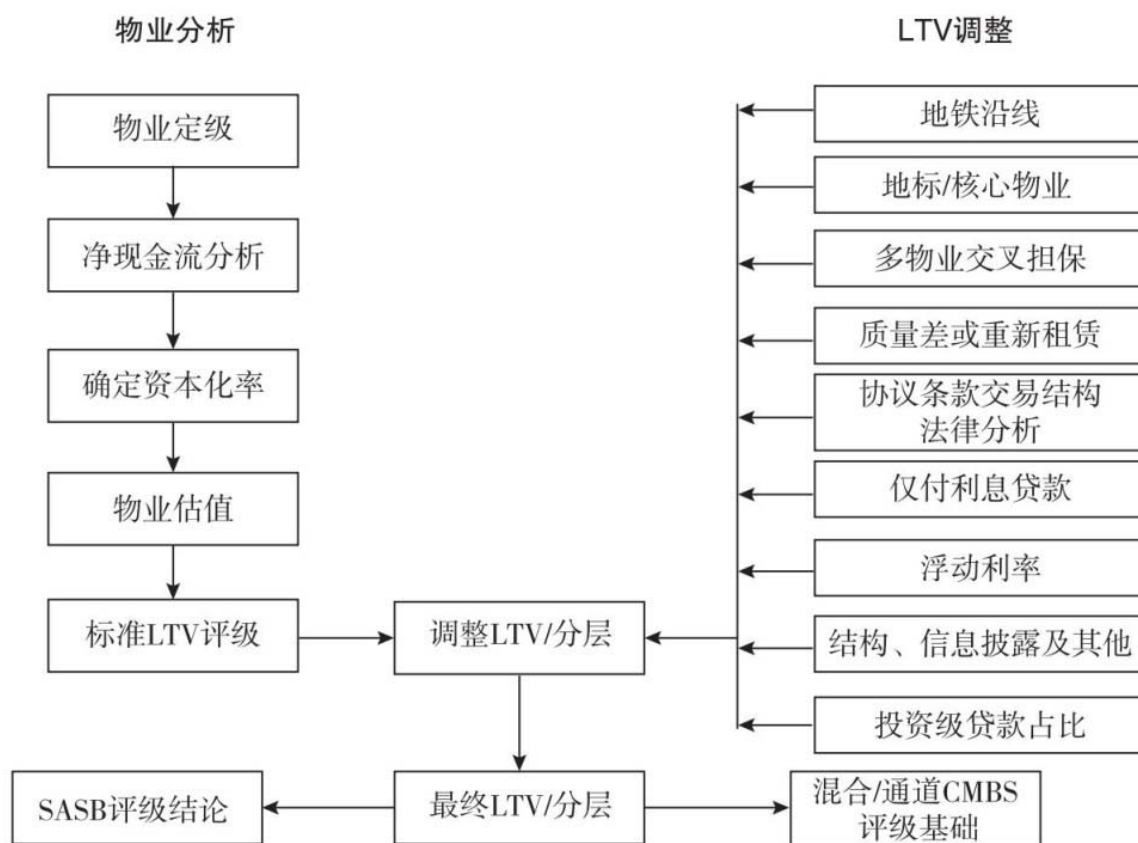 物业分析
LTV调整
物业定级
净现金流分析
确定资本化率
物业估值
标准LTV评级
调整LTV/分层
地铁沿线
地标/核心物业
多物业交叉担保
质量差或重新租赁
协议条款交易结构
法律分析
仅付利息贷款
浮动利率
结构、信息披露及其他
投资级贷款占比
SASB评级结论
最终LTV/分层
混合/通道CMBS
评级基础